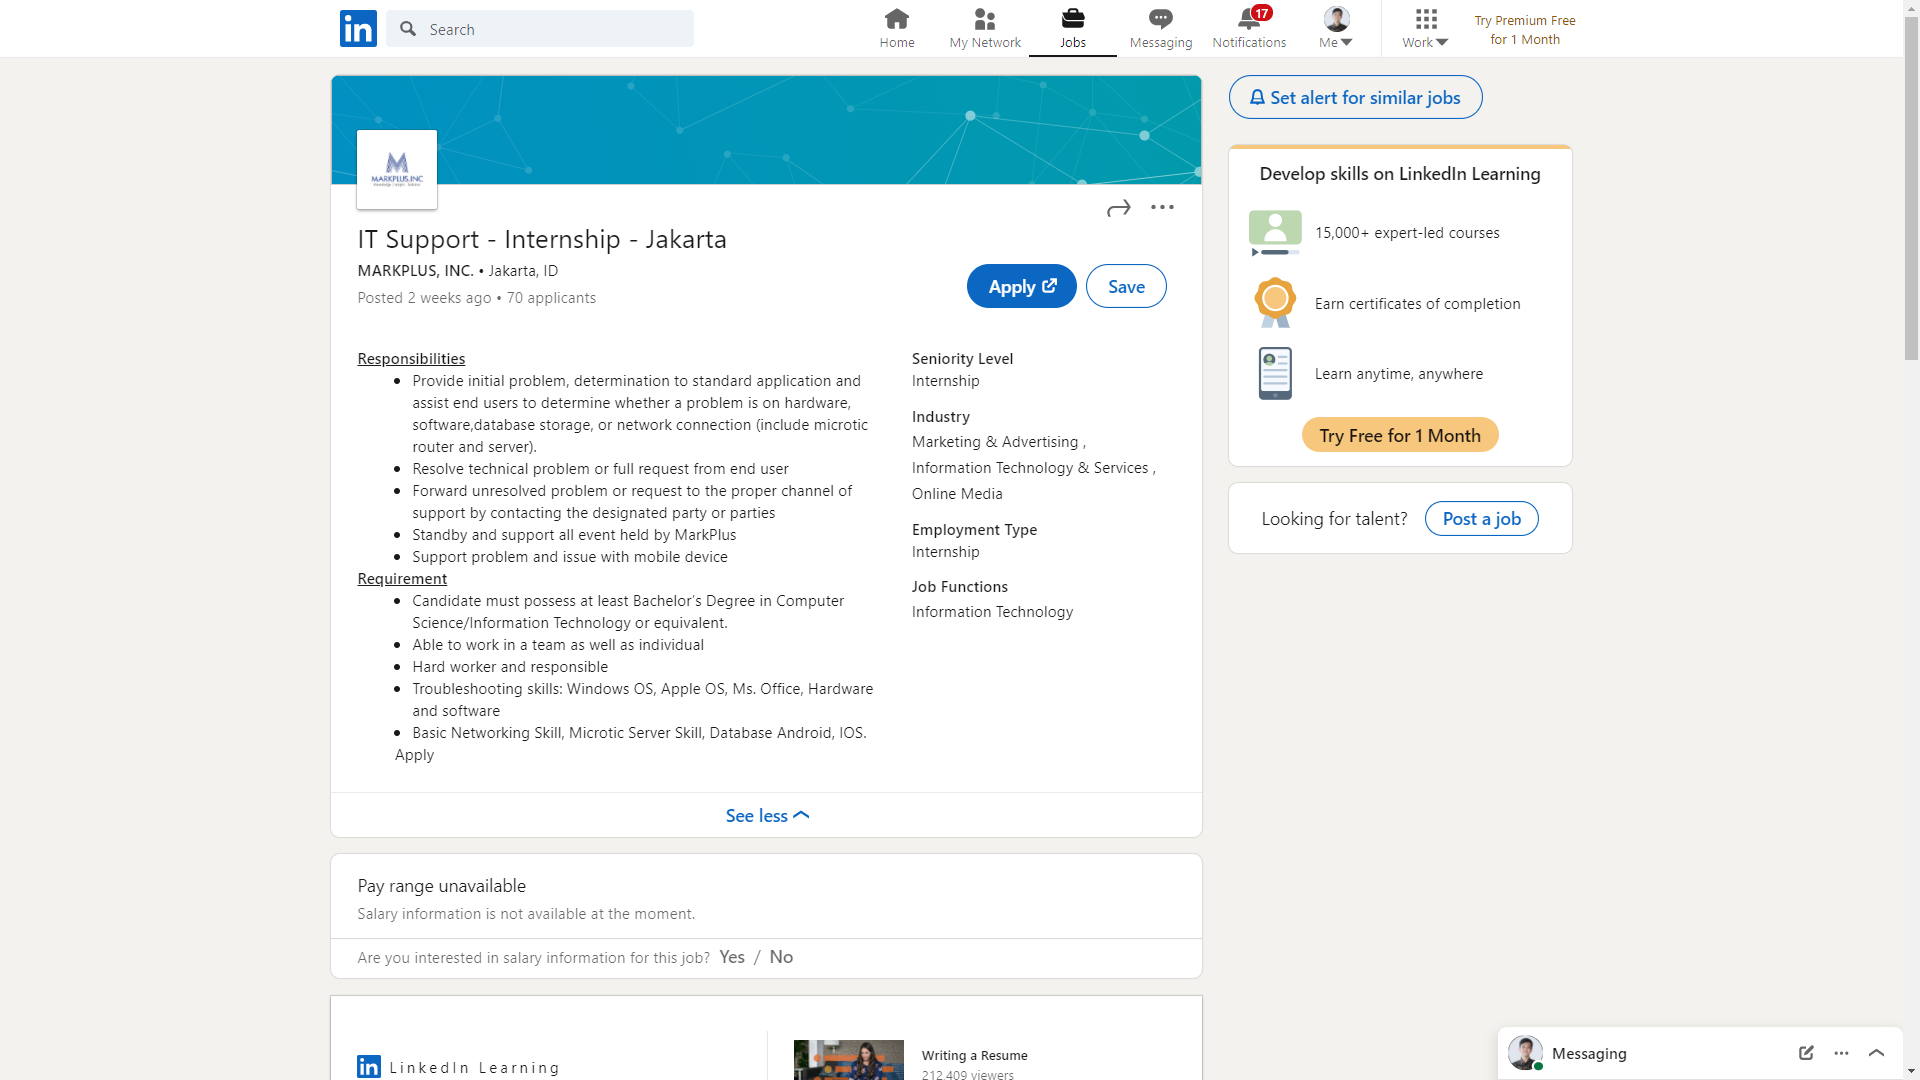 in
Search
Home
My Network
Jobs
Messaging
17
Notifications
Me
Work
Try Premium Free
for 1 Month
M
MARKPLUS.INC
IT Support - Internship - Jakarta
MARKPLUS, INC. • Jakarta, ID
Posted 2 weeks ago • 70 applicants
Apply
Save
Responsibilities
• Provide initial problem, determination to standard application and
assist end users to determine whether a problem is on hardware,
software,database storage, or network connection (include microtic
router and server).
• Resolve technical problem or full request from end user
• Forward unresolved problem or request to the proper channel of
support by contacting the designated party or parties
• Standby and support all event held by MarkPlus
• Support problem and issue with mobile device
Requirement
• Candidate must possess at least Bachelor’s Degree in Computer
Science/Information Technology or equivalent.
• Able to work in a team as well as individual
• Hard worker and responsible
• Troubleshooting skills: Windows OS, Apple OS, Ms. Office, Hardware
and software
• Basic Networking Skill, Microtic Server Skill, Database Android, IOS.
Apply
Seniority Level
Internship
Industry
Marketing & Advertising ,
Information Technology & Services ,
Online Media
Employment Type
Internship
Job Functions
Information Technology
See less
Pay range unavailable
Salary information is not available at the moment.
Are you interested in salary information for this job? Yes / No
in LinkedIn Learning
Writing a Resume
212,409 viewers
Set alert for similar jobs
Develop skills on LinkedIn Learning
15,000+ expert-led courses
Earn certificates of completion
Learn anytime, anywhere
Try Free for 1 Month
Looking for talent?
Post a job
Messaging